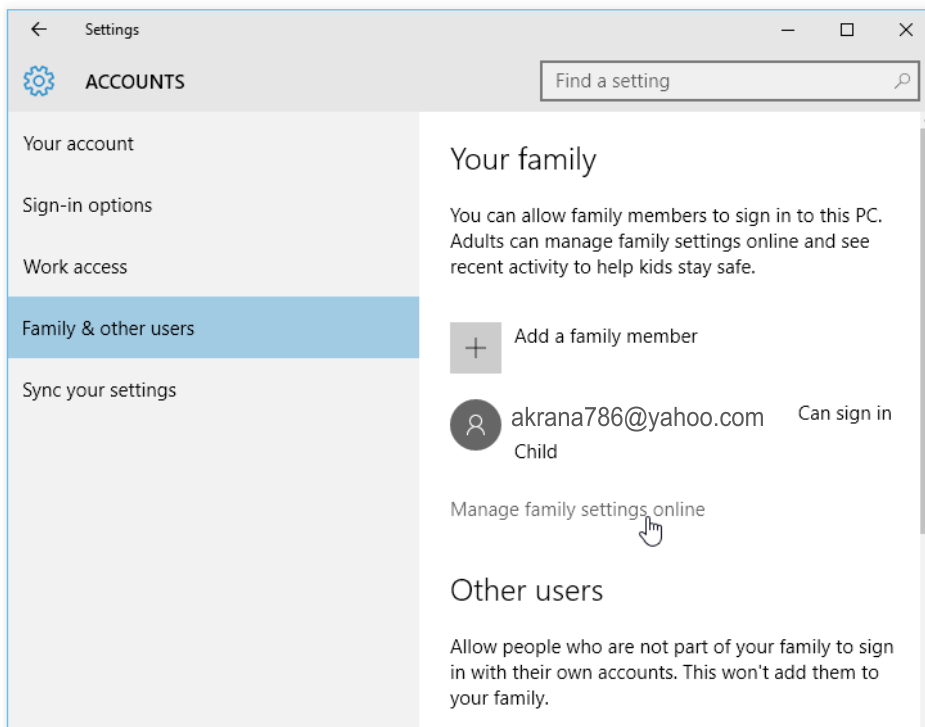 Settings
ACCOUNTS
Find a setting
Your account
Sign-in options
Work access
Family & other users
Sync your settings
Your family
You can allow family members to sign in to this PC.
Adults can manage family settings online and see
recent activity to help kids stay safe.
Add a family member
akrana786@yahoo.com Can sign in
Child
Manage family settings online
Other users
Allow people who are not part of your family to sign
in with their own accounts. This won't add them to
your family.